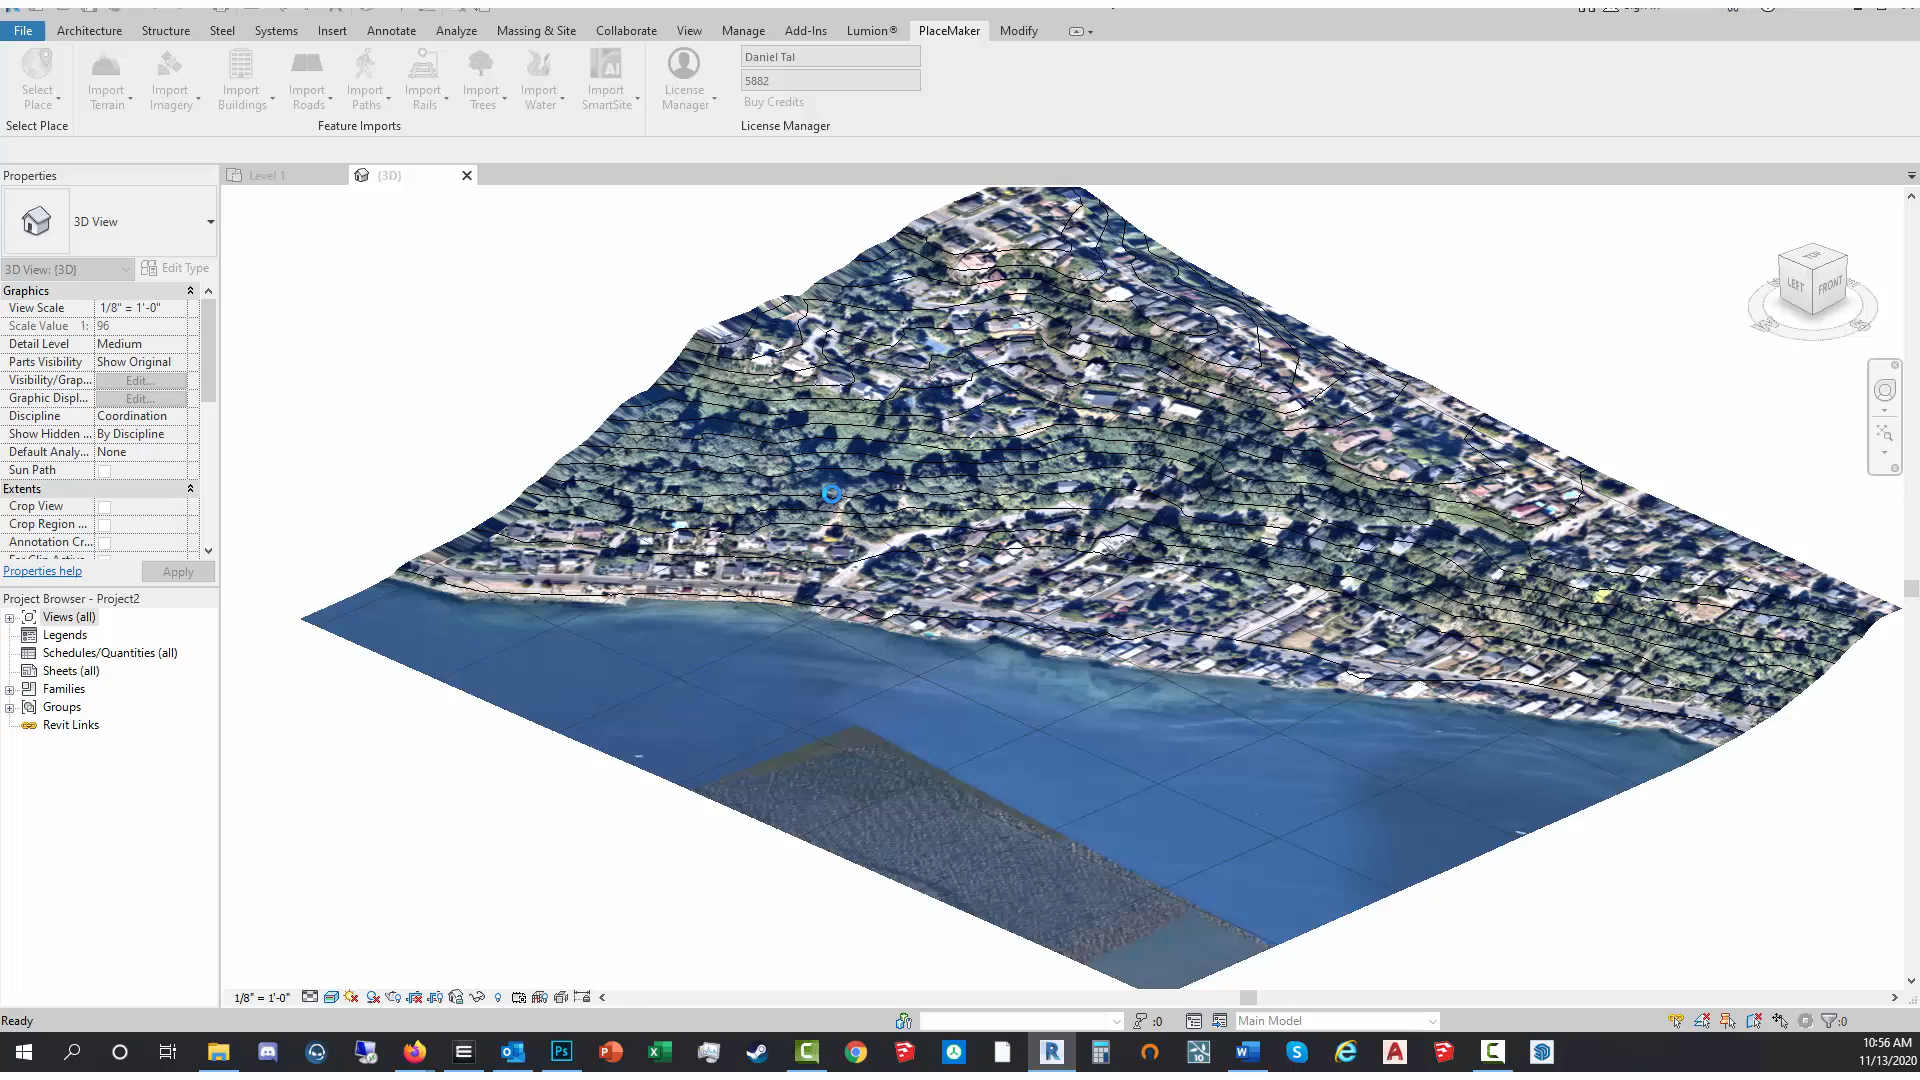 File Architecture Structure Steel Systems Insert Annotate Analyze Massing & Site Collaborate View Manage Add-Ins Lumion® PlaceMaker Modify
Select Place
Import Terrain
Import Imagery
Import Buildings
Import Roads
Import Paths
Import Rails
Import Trees
Import Water
Import SmartSite
License Manager
Daniel Tal
5882
Buy Credits
Select Place Feature Imports License Manager
Properties
Level 1 {3D}
3D View
3D View: {3D} Edit Type
Graphics
View Scale 1/8" = 1'-0"
Scale Value 1: 96
Detail Level Medium
Parts Visibility Show Original
Visibility/Grap... Edit...
Graphic Displ... Edit...
Discipline Coordination
Show Hidden ... By Discipline
Default Analy... None
Sun Path
Extents
Crop View
Crop Region ...
Annotation Cr...
Properties help Apply
Project Browser - Project2
Views (all)
Legends
Schedules/Quantities (all)
Sheets (all)
Families
Groups
Revit Links
TOP
LEFT FRONT
1/8" = 1'-0"
Ready :0 Main Model :0
10:56 AM
11/13/2020